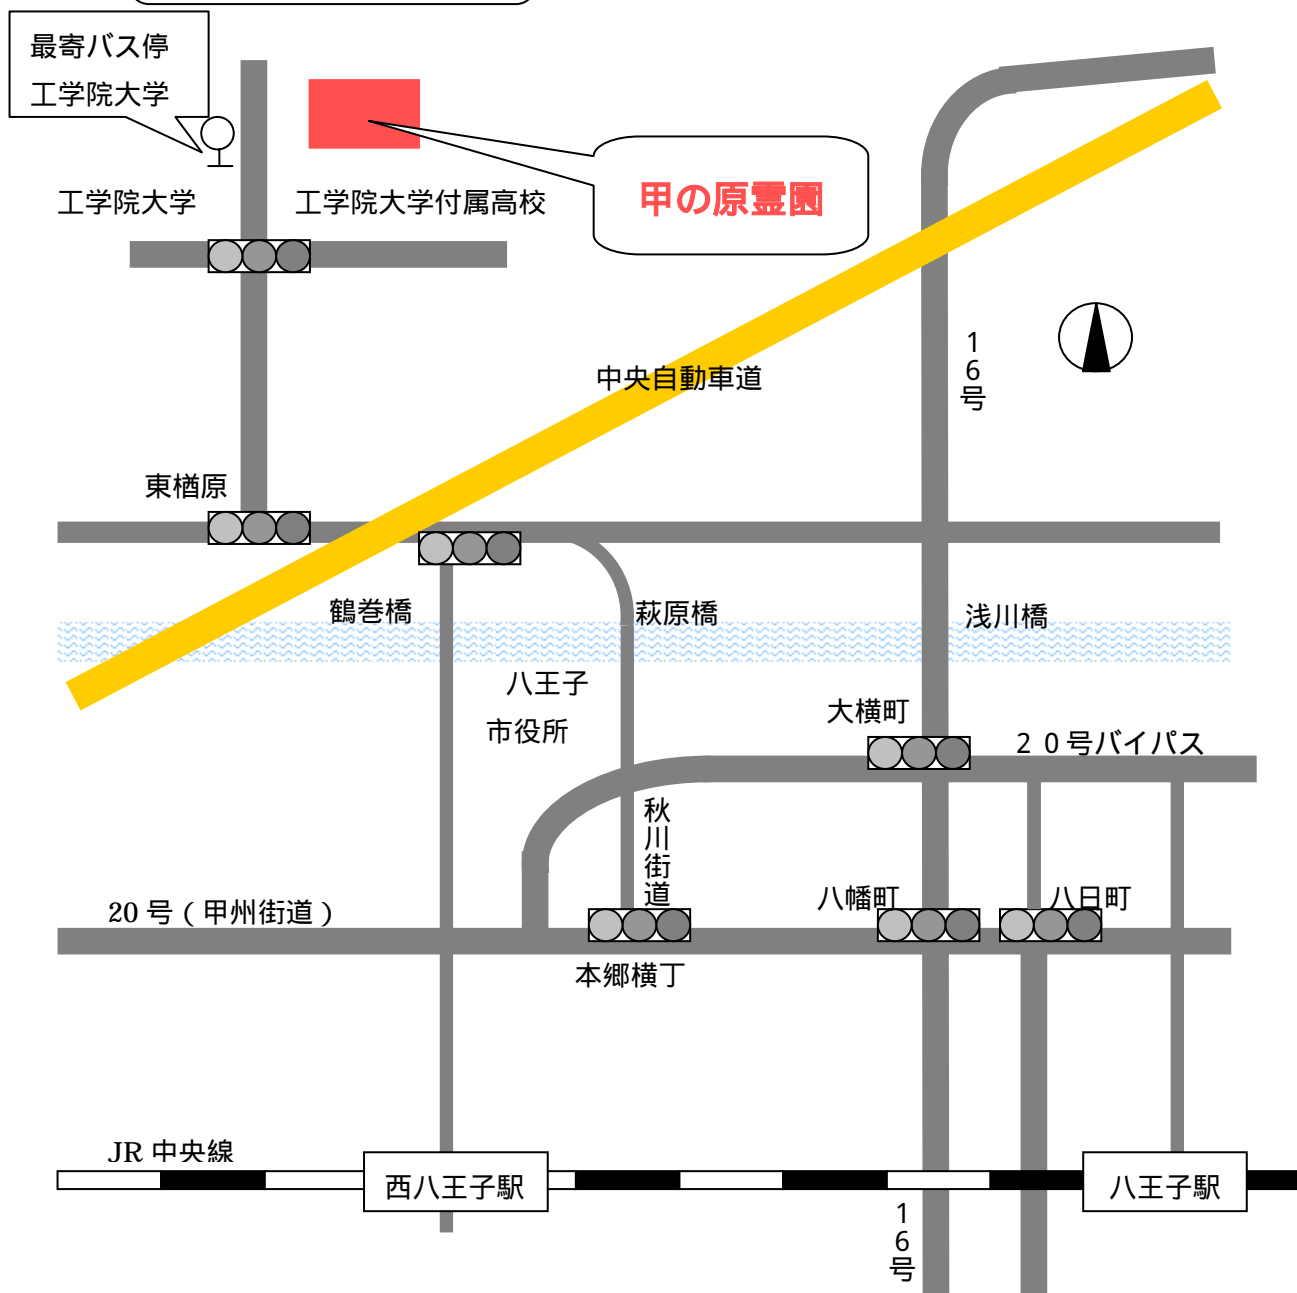 最寄バス停
工学院大学
工学院大学
工学院大学付属高校
甲の原霊園
16号
中央自動車道
東楢原
鶴巻橋
萩原橋
浅川橋
八王子
市役所
大横町
２０号バイパス
秋川街道
20号（甲州街道）
八幡町
八日町
本郷横丁
JR中央線
西八王子駅
八王子駅
16号